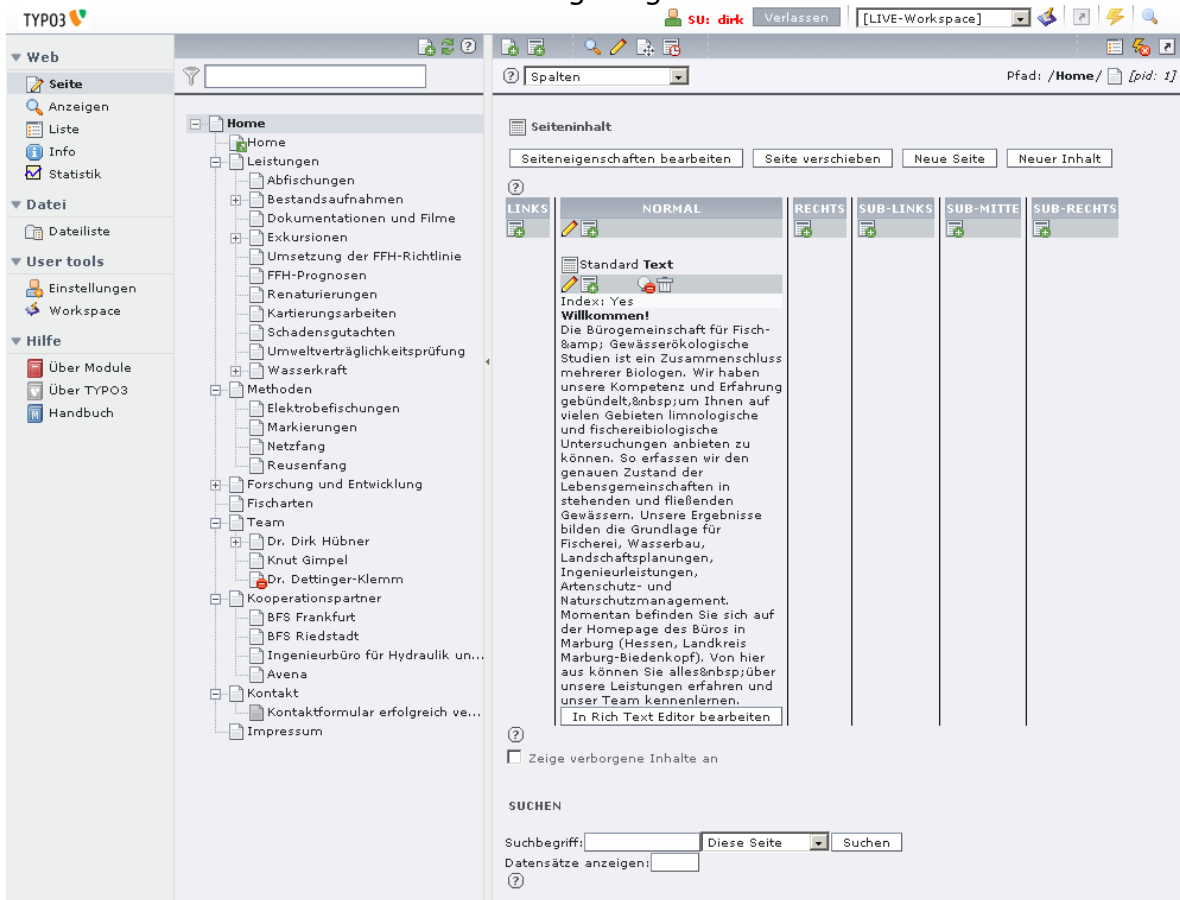 TYPO3
SU: dirk Verlassen [LIVE-Workspace]
Web
Seite
Anzeigen
Liste
Info
Statistik
Datei
Dateiliste
User tools
Einstellungen
Workspace
Hilfe
Über Module
Über TYPO3
Handbuch
Home
Home
Leistungen
Abfischungen
Bestandsaufnahmen
Dokumentationen und Filme
Exkursionen
Umsetzung der FFH-Richtlinie
FFH-Prognosen
Renaturierungen
Kartierungsarbeiten
Schadensgutachten
Umweltverträglichkeitsprüfung
Wasserkraft
Methoden
Elektrobefischungen
Markierungen
Netzfang
Reusenfang
Forschung und Entwicklung
Fischarten
Team
Dr. Dirk Hübner
Knut Gimpel
Dr. Dettinger-Klemm
Kooperationspartner
BFS Frankfurt
BFS Riedstadt
Ingenieurbüro für Hydraulik un...
Avena
Kontakt
Kontaktformular erfolgreich ve...
Impressum
Spalten Pfad: /Home/ [pid: 1]
Seiteninhalt
Seiteneigenschaften bearbeiten Seite verschieben Neue Seite Neuer Inhalt
LINKS NORMAL RECHTS SUB-LINKS SUB-MITTE SUB-RECHTS
Standard Text
Index: Yes
Willkommen!
Die Bürogemeinschaft für Fisch-
&amp; Gewässerökologische
Studien ist ein Zusammenschluss
mehrerer Biologen. Wir haben
unsere Kompetenz und Erfahrung
gebündelt,&nbsp;um Ihnen auf
vielen Gebieten limnologische
und fischereibiologische
Untersuchungen anbieten zu
können. So erfassen wir den
genauen Zustand der
Lebensgemeinschaften in
stehenden und fließenden
Gewässern. Unsere Ergebnisse
bilden die Grundlage für
Fischerei, Wasserbau,
Landschaftsplanungen,
Ingenieurleistungen,
Artenschutz- und
Naturschutzmanagement.
Momentan befinden Sie sich auf
der Homepage des Büros in
Marburg (Hessen, Landkreis
Marburg-Biedenkopf). Von hier
aus können Sie alles&nbsp;über
unsere Leistungen erfahren und
unser Team kennenlernen.
In Rich Text Editor bearbeiten
Zeige verborgene Inhalte an
SUCHEN
Suchbegriff: Diese Seite Suchen
Datensätze anzeigen: